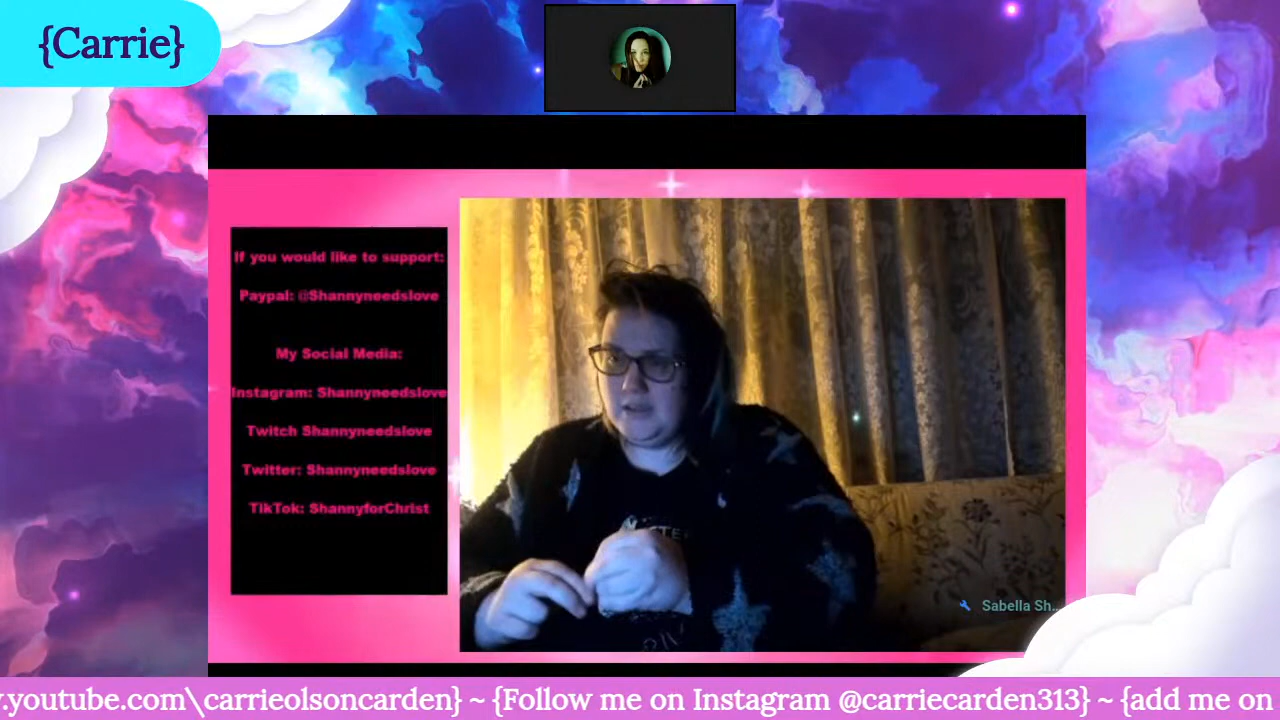 {Carrie}
If you would like to support:
Paypal: @Shannyneedslove
My Social Media:
Instagram: Shannyneedslove
Twitch Shannyneedslove
Twitter: Shannyneedslove
TikTok: ShannyforChrist
Sabella Sh...
.youtube.com\carrieolsoncarden} ~ {Follow me on Instagram @carriecarden313} ~ {add me on